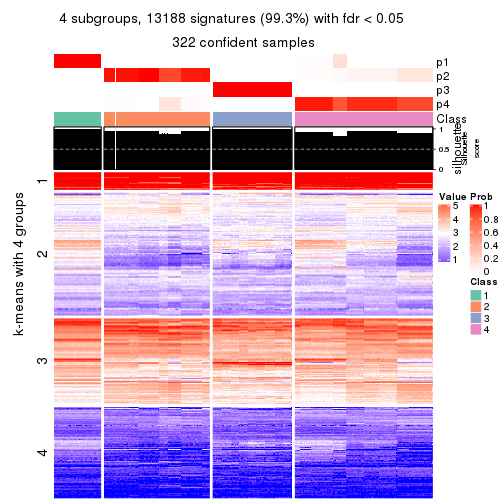 4 subgroups, 13188 signatures (99.3%) with fdr < 0.05
322 confident samples
p1
p2
p3
p4
Class
silhouette
1
0.5
0
Silhouette
score
k-means with 4 groups
1
2
3
4
Value
5
4
3
2
1
Prob
1
0.8
0.6
0.4
0.2
0
Class
1
2
3
4